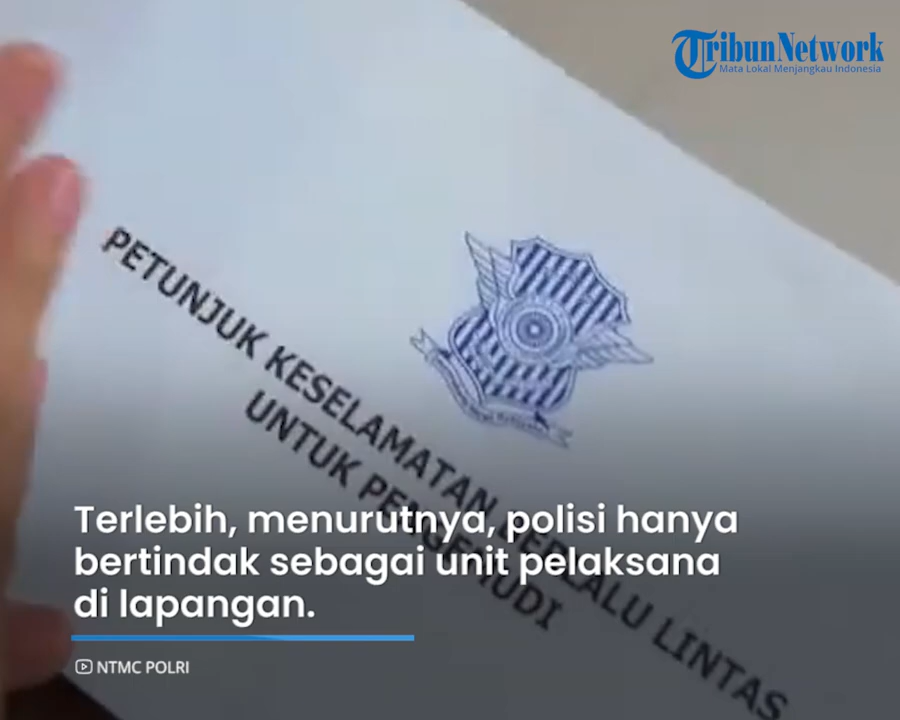 TribunNetwork
Mata Lokal Menjangkau Indonesia
PETUNJUK KESELAMATAN BERLALU LINTAS
UNTUK PENGEMUDI
Terlebih, menurutnya, polisi hanya
bertindak sebagai unit pelaksana
di lapangan.
NTMC POLRI